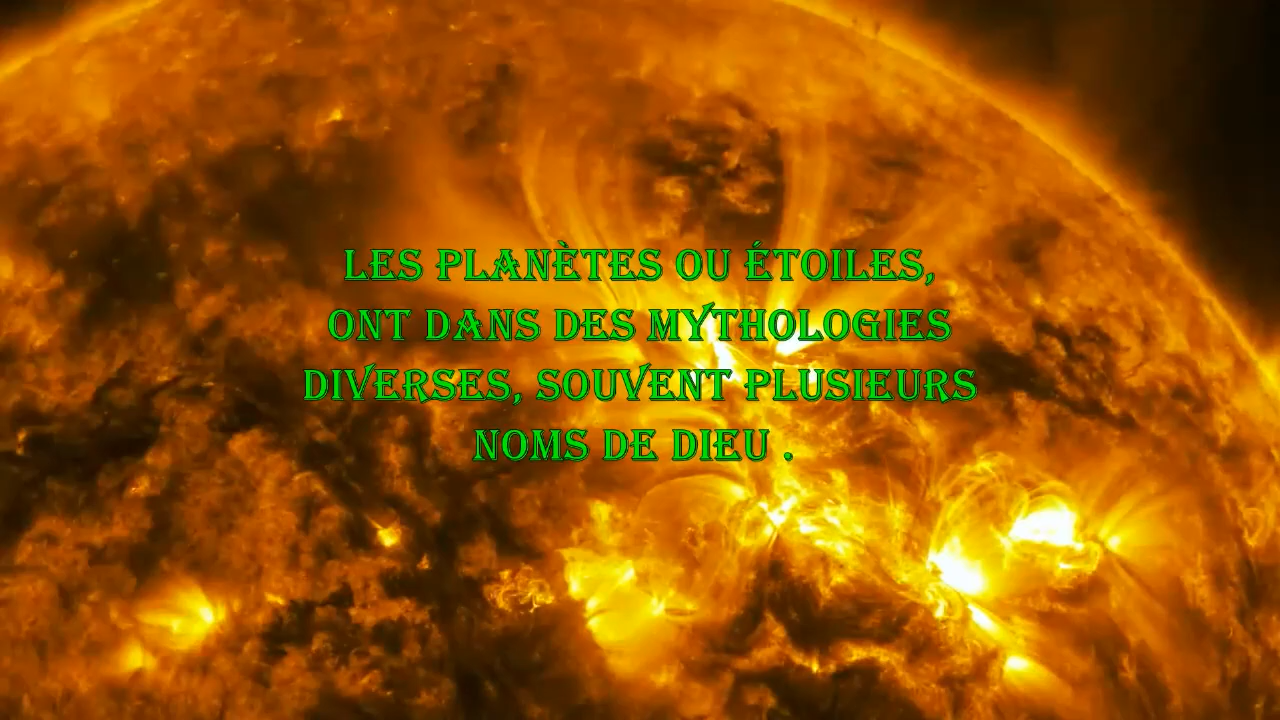 LES PLANÈTES OU ÉTOILES,
ONT DANS DES MYTHOLOGIES
DIVERSES, SOUVENT PLUSIEURS
NOMS DE DIEU .